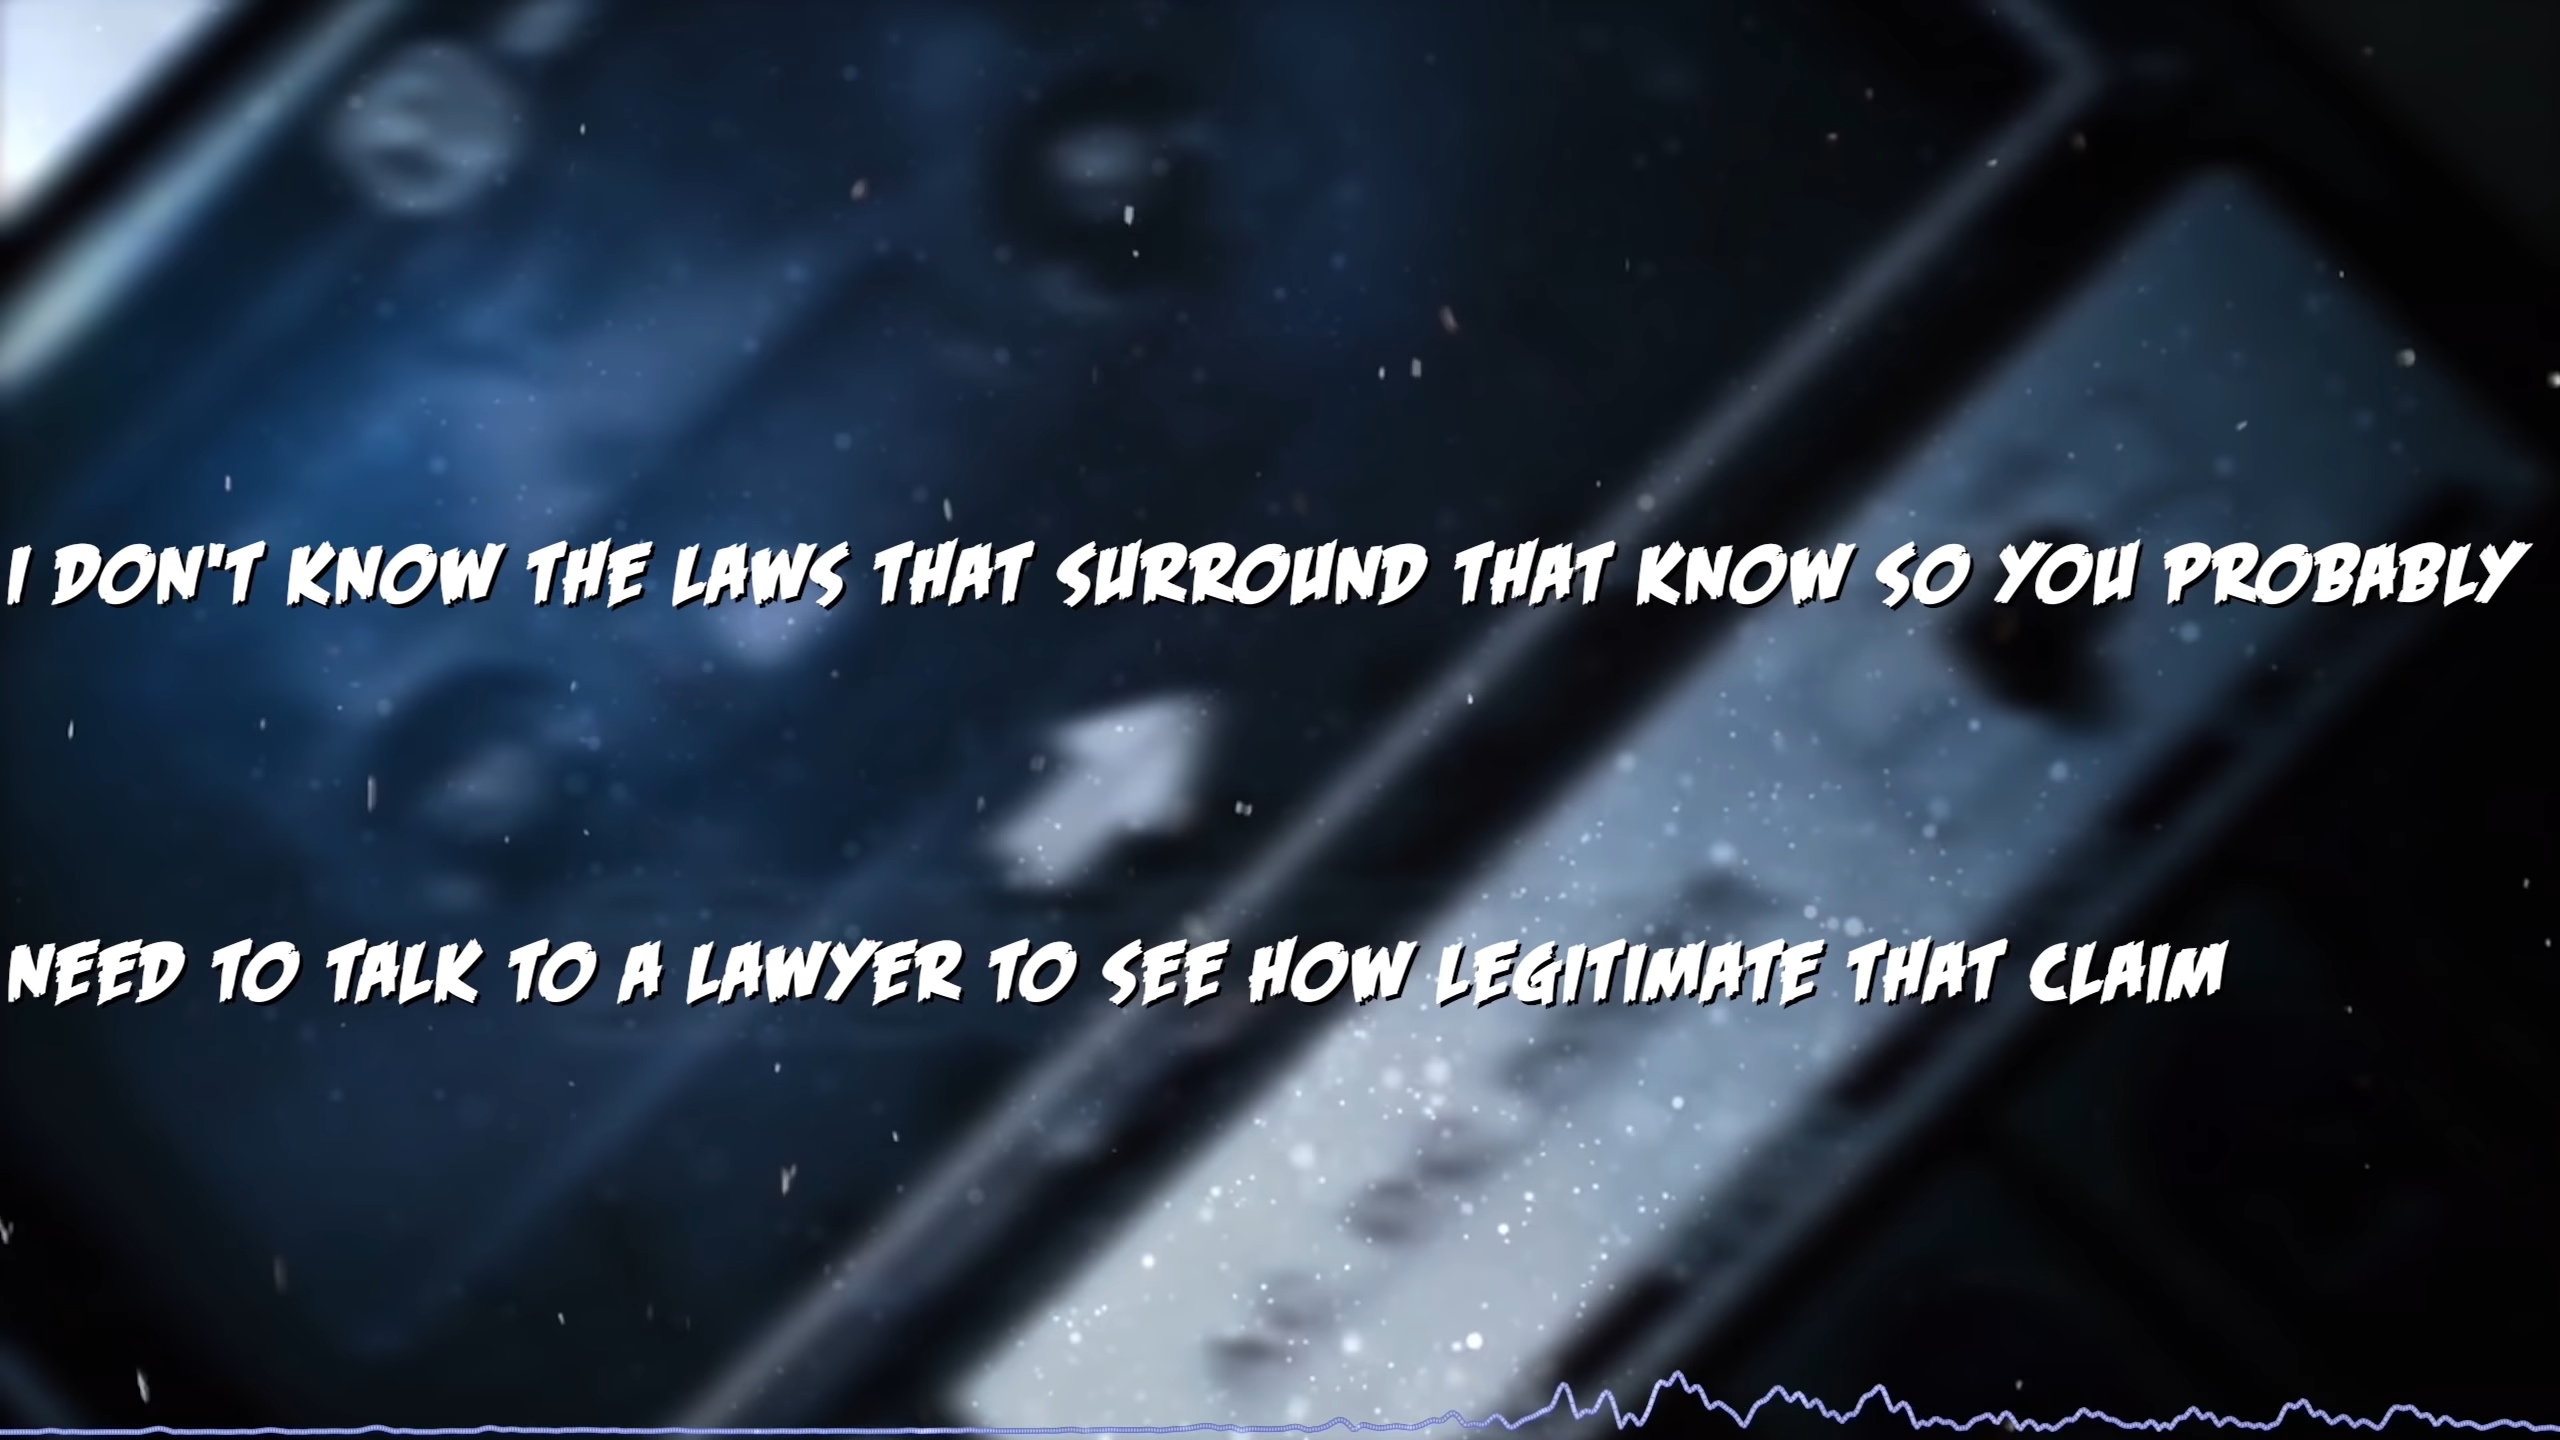 I DON'T KNOW THE LAWS THAT SURROUND THAT KNOW SO YOU PROBABLY
NEED TO TALK TO A LAWYER TO SEE HOW LEGITIMATE THAT CLAIM